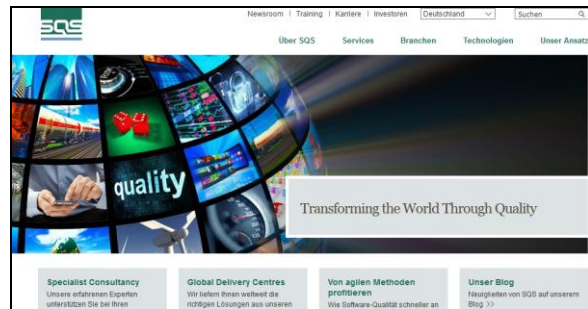 Newsroom | Training | Karriere | Investoren Deutschland Suchen
SQS
Über SQS Services Branchen Technologien Unser Ansatz
quality
Transforming the World Through Quality
Specialist Consultancy
Unsere erfahrenen Experten
unterstützen Sie bei Ihren
Global Delivery Centres
Wir liefern Ihnen weltweit die
richtigen Lösungen aus unseren
Von agilen Methoden
profitieren
Wie Software-Qualität schneller an
Unser Blog
Neuigkeiten von SQS auf unserem
Blog >>